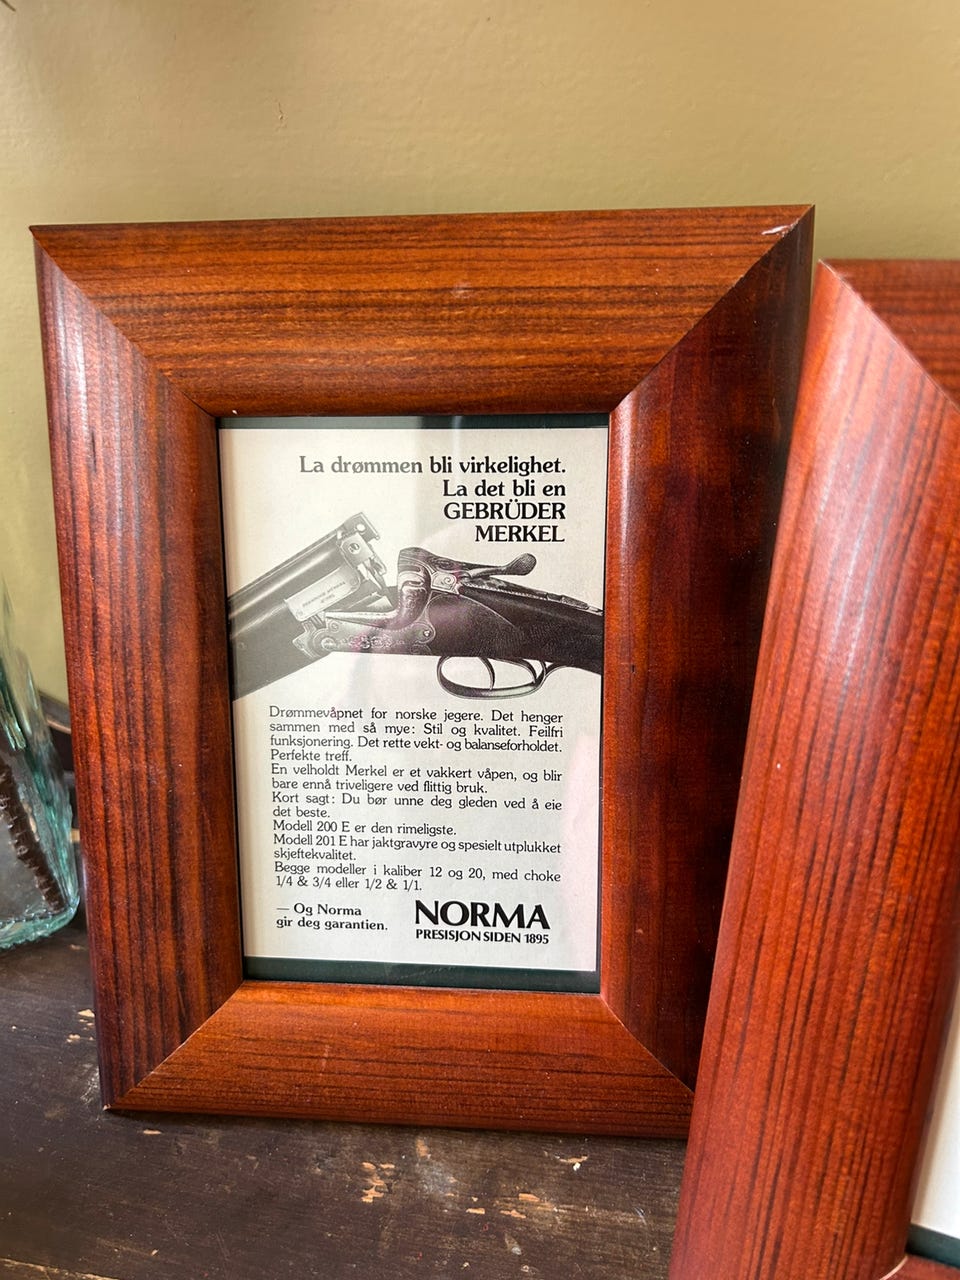 La drømmen bli virkelighet.
La det bli en
GEBRÜDER
MERKEL
Drømmevåpnet for norske jegere. Det henger
sammen med så mye: Stil og kvalitet. Feilfri
funksjonering. Det rette vekt- og balanseforholdet.
Perfekte treff.
En velholdt Merkel er et vakkert våpen, og blir
bare ennå triveligere ved flittig bruk.
Kort sagt: Du bør unne deg gleden ved å eie
det beste.
Modell 200 E er den rimeligste.
Modell 201 E har jaktgravyre og spesielt utplukket
skjeftekvalitet.
Begge modeller i kaliber 12 og 20, med choke
1/4 & 3/4 eller 1/2 & 1/1.
— Og Norma
gir deg garantien.
NORMA
PRESISJON SIDEN 1895